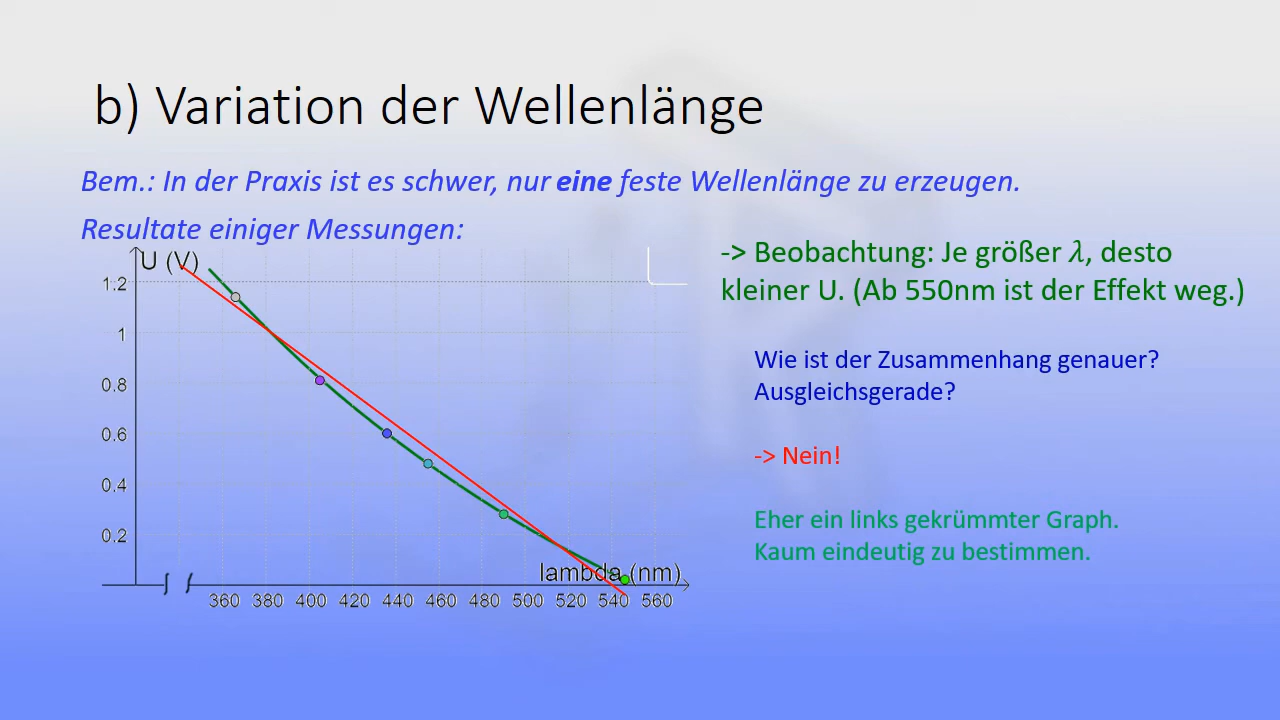 b) Variation der Wellenlänge
Bem.: In der Praxis ist es schwer, nur eine feste Wellenlänge zu erzeugen.
Resultate einiger Messungen:
U (V)
1.2
1
0.8
0.6
0.4
0.2
lambda (nm)
360 380 400 420 440 460 480 500 520 540 560
-> Beobachtung: Je größer λ, desto
kleiner U. (Ab 550nm ist der Effekt weg.)
Wie ist der Zusammenhang genauer?
Ausgleichsgerade?
-> Nein!
Eher ein links gekrümmter Graph.
Kaum eindeutig zu bestimmen.